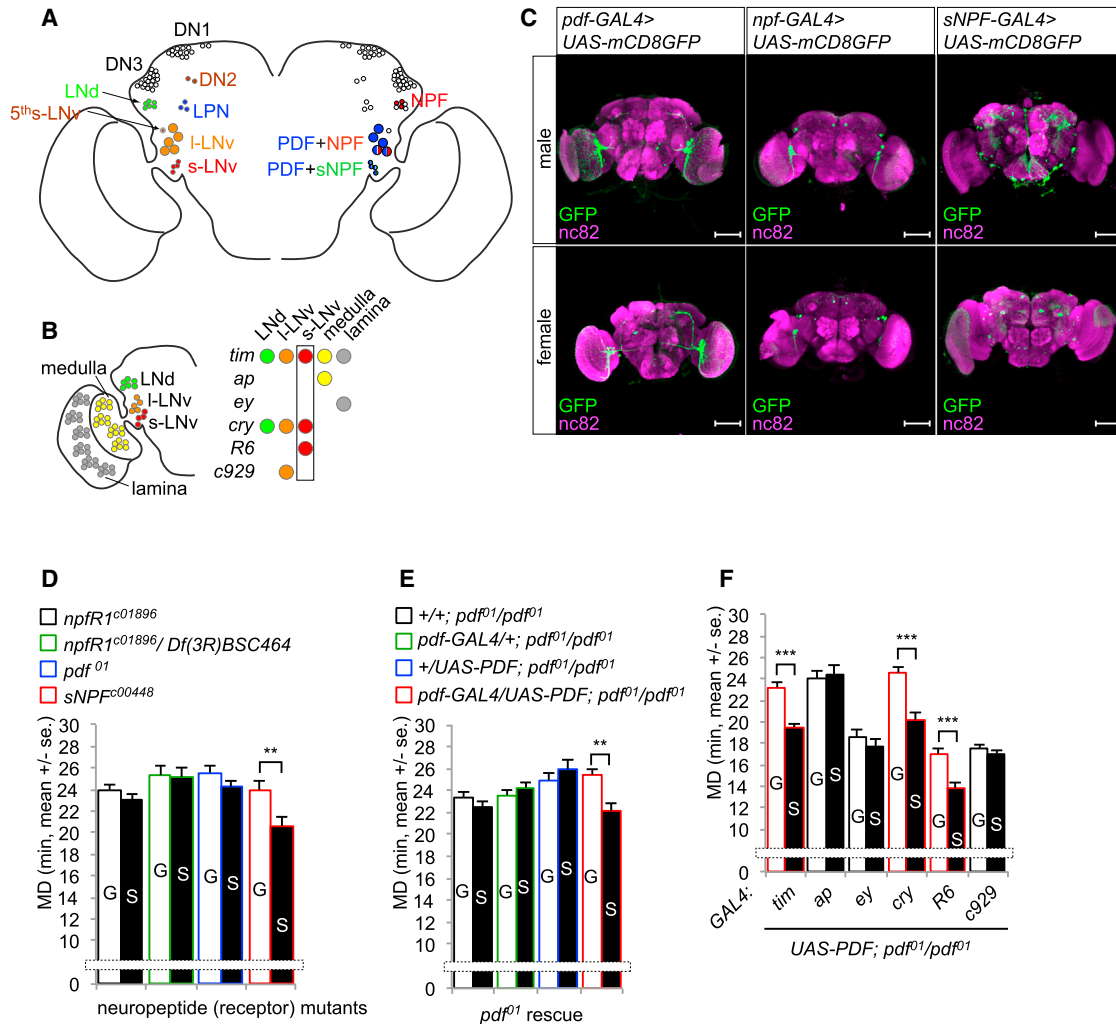 A
DN1
DN3
LNd
5th s-LNv
DN2
LPN
l-LNv
s-LNv
NPF
PDF+NPF
PDF+sNPF
B
medulla
LNd
l-LNv
s-LNv
lamina
LNd
l-LNv
s-LNv
medulla
lamina
tim
ap
ey
cry
R6
c929
C
pdf-GAL4>
UAS-mCD8GFP
npf-GAL4>
UAS-mCD8GFP
sNPF-GAL4>
UAS-mCD8GFP
male
GFP
nc82
GFP
nc82
GFP
nc82
female
GFP
nc82
GFP
nc82
GFP
nc82
D
npfR1c01896
npfR1c01896/ Df(3R)BSC464
pdf 01
sNPFc00448
MD (min, mean +/- se.)
30
28
26
24
22
20
18
16
14
12
10
0
G
S
G
S
G
S
G
S
**
neuropeptide (receptor) mutants
E
+/+; pdf01/pdf01
pdf-GAL4/+; pdf01/pdf01
+/UAS-PDF; pdf01/pdf01
pdf-GAL4/UAS-PDF; pdf01/pdf01
MD (min, mean +/- se.)
30
28
26
24
22
20
18
16
14
12
10
0
G
S
G
S
G
S
G
S
**
pdf01 rescue
F
MD (min, mean +/- se.)
30
28
26
24
22
20
18
16
14
12
10
0
***
***
***
G
S
G
S
G
S
G
S
G
S
G
S
GAL4:
tim
ap
ey
cry
R6
c929
UAS-PDF; pdf01/pdf01